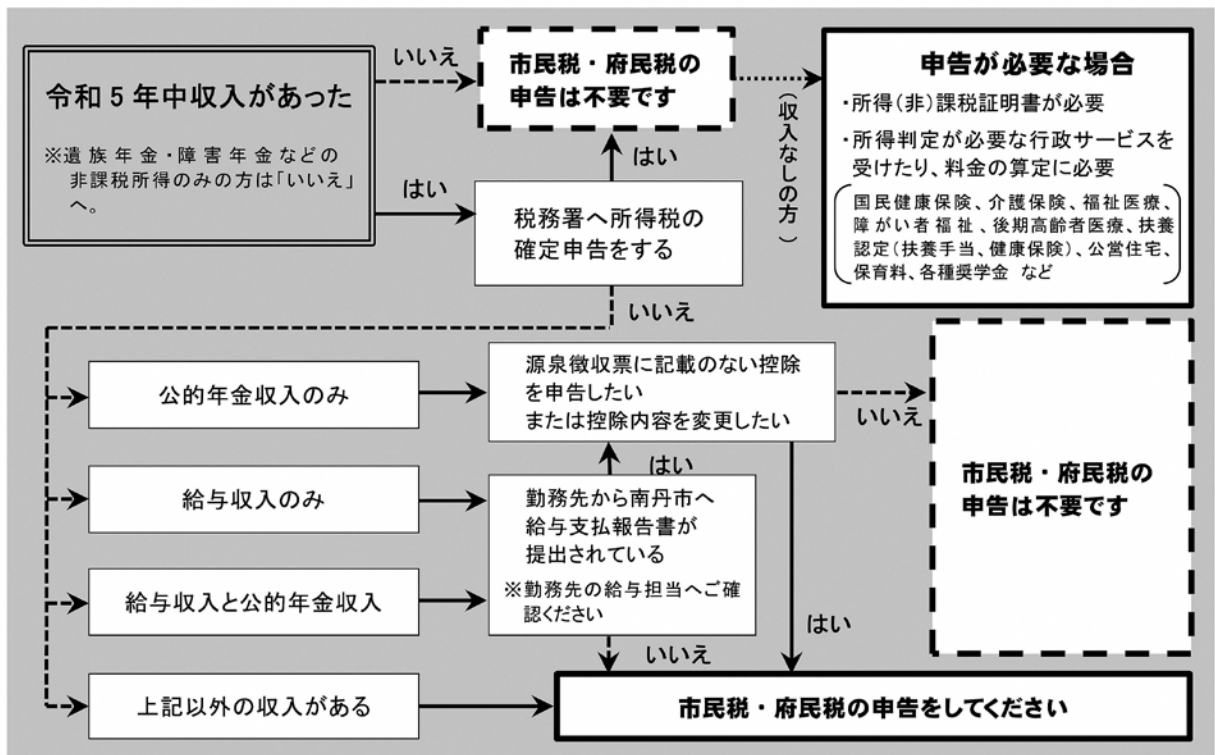 令和5年中収入があった
※遺族年金・障害年金などの
非課税所得のみの方は「いいえ」
へ。
いいえ
はい
市民税・府民税の
申告は不要です
はい
税務署へ所得税の
確定申告をする
いいえ
（収入なしの方）
申告が必要な場合
・所得(非)課税証明書が必要
・所得判定が必要な行政サービスを
受けたり、料金の算定に必要
国民健康保険、介護保険、福祉医療、
障がい者福祉、後期高齢者医療、扶養
認定(扶養手当、健康保険)、公営住宅、
保育料、各種奨学金 など
公的年金収入のみ
源泉徴収票に記載のない控除
を申告したい
または控除内容を変更したい
いいえ
はい
市民税・府民税の
申告は不要です
給与収入のみ
はい
勤務先から南丹市へ
給与支払報告書が
提出されている
※勤務先の給与担当へご確
認ください
いいえ
給与収入と公的年金収入
上記以外の収入がある
市民税・府民税の申告をしてください